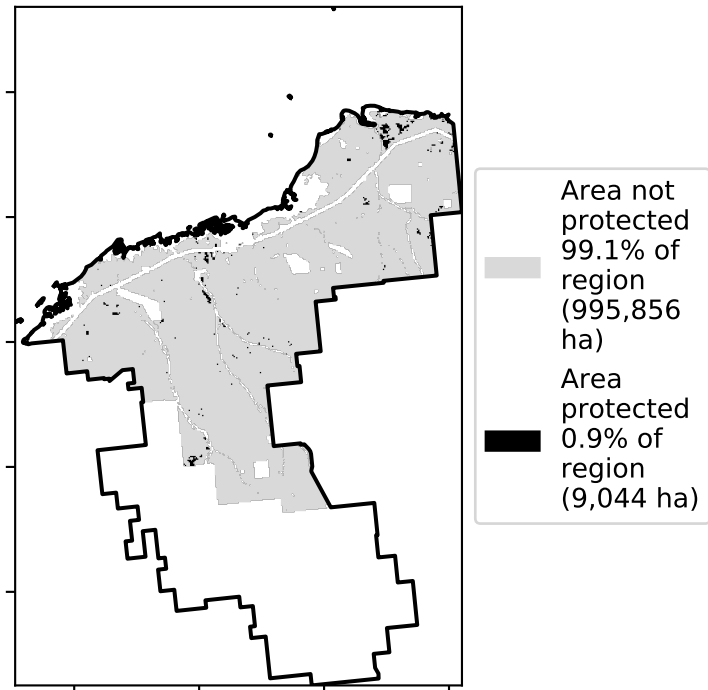 Area not
protected
99.1% of
region
(995,856
ha)
Area
protected
0.9% of
region
(9,044 ha)